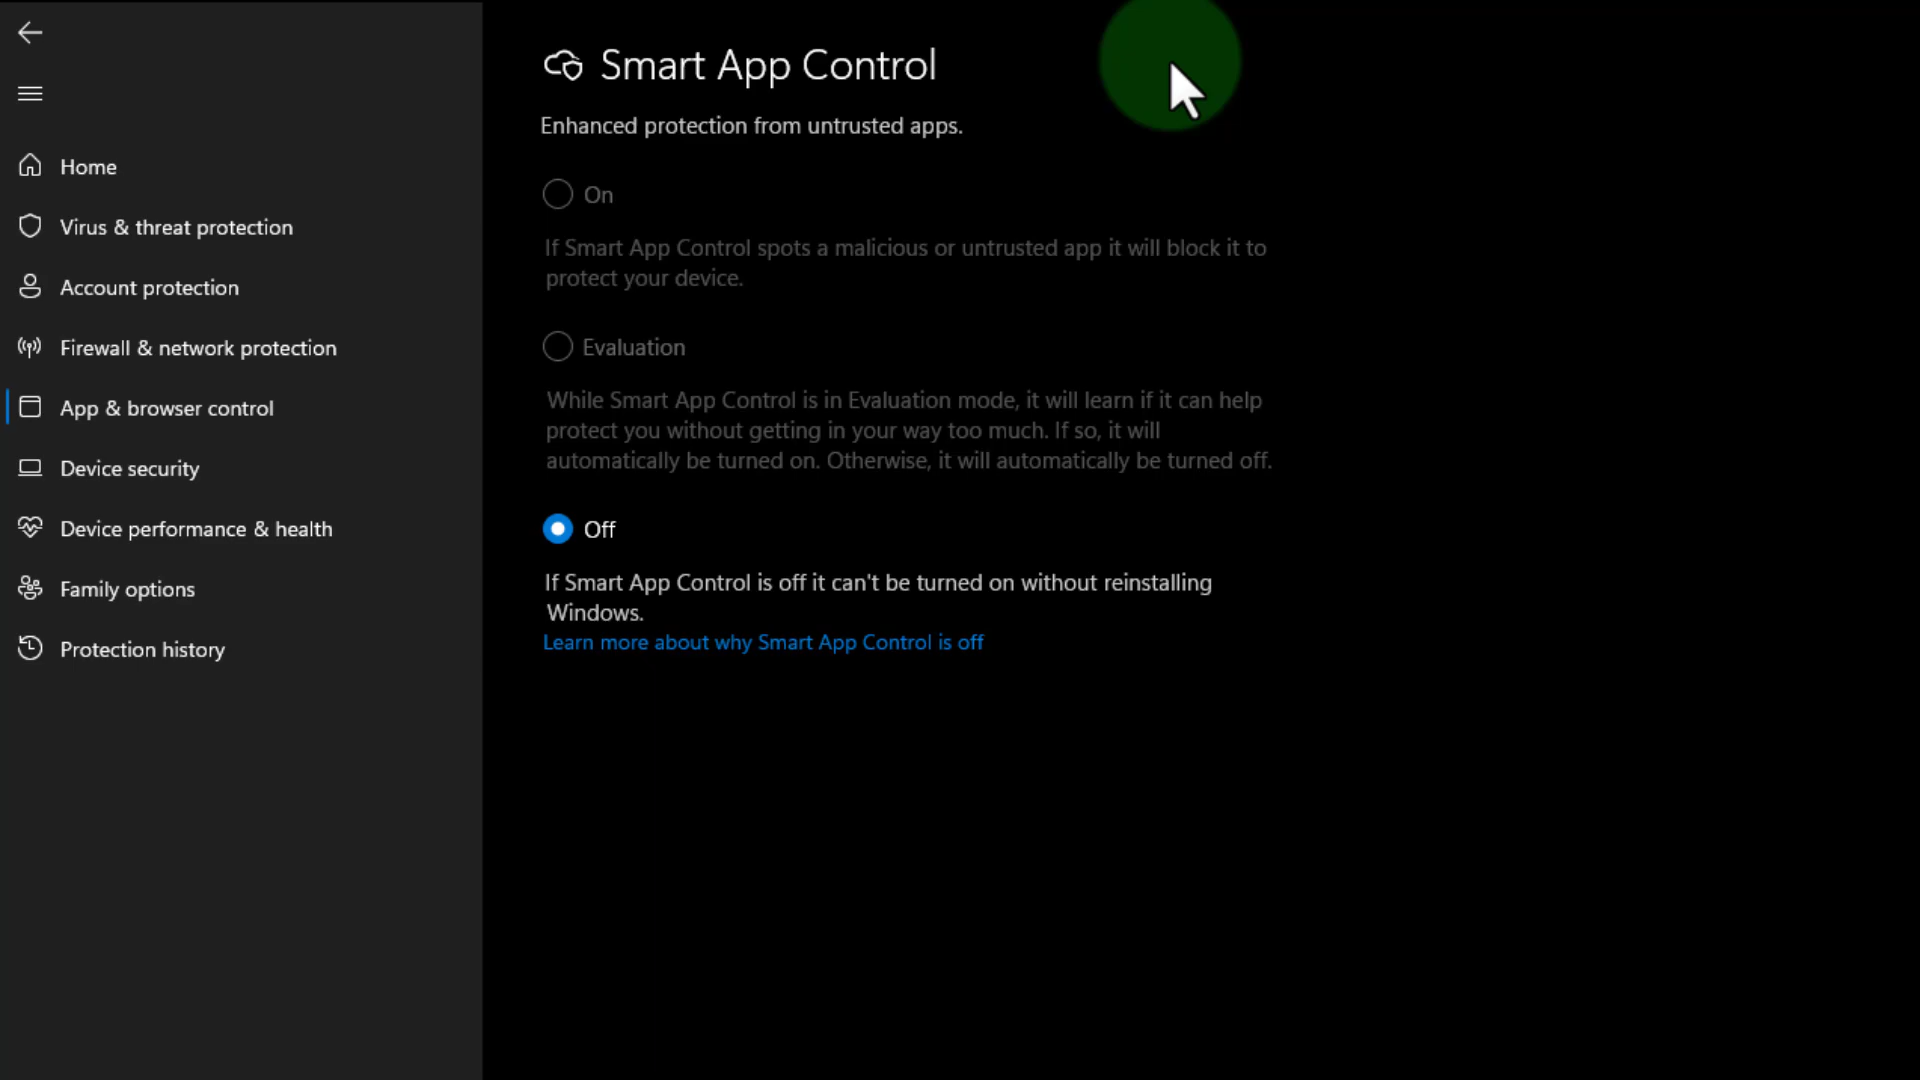 Home
Virus & threat protection
Account protection
Firewall & network protection
App & browser control
Device security
Device performance & health
Family options
Protection history
Smart App Control
Enhanced protection from untrusted apps.
On
If Smart App Control spots a malicious or untrusted app it will block it to
protect your device.
Evaluation
While Smart App Control is in Evaluation mode, it will learn if it can help
protect you without getting in your way too much. If so, it will
automatically be turned on. Otherwise, it will automatically be turned off.
Off
If Smart App Control is off it can't be turned on without reinstalling
Windows.
Learn more about why Smart App Control is off